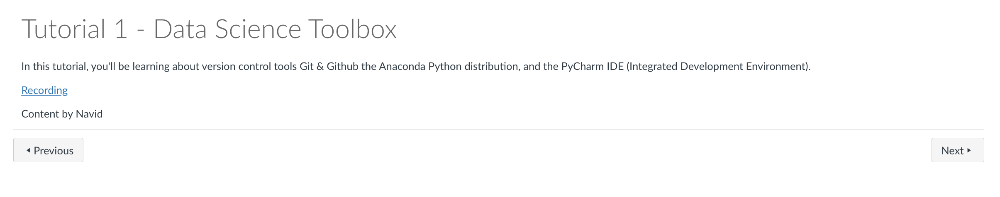 Tutorial 1 - Data Science Toolbox
In this tutorial, you'll be learning about version control tools Git & Github the Anaconda Python distribution, and the PyCharm IDE (Integrated Development Environment).
Recording
Content by Navid
Previous
Next